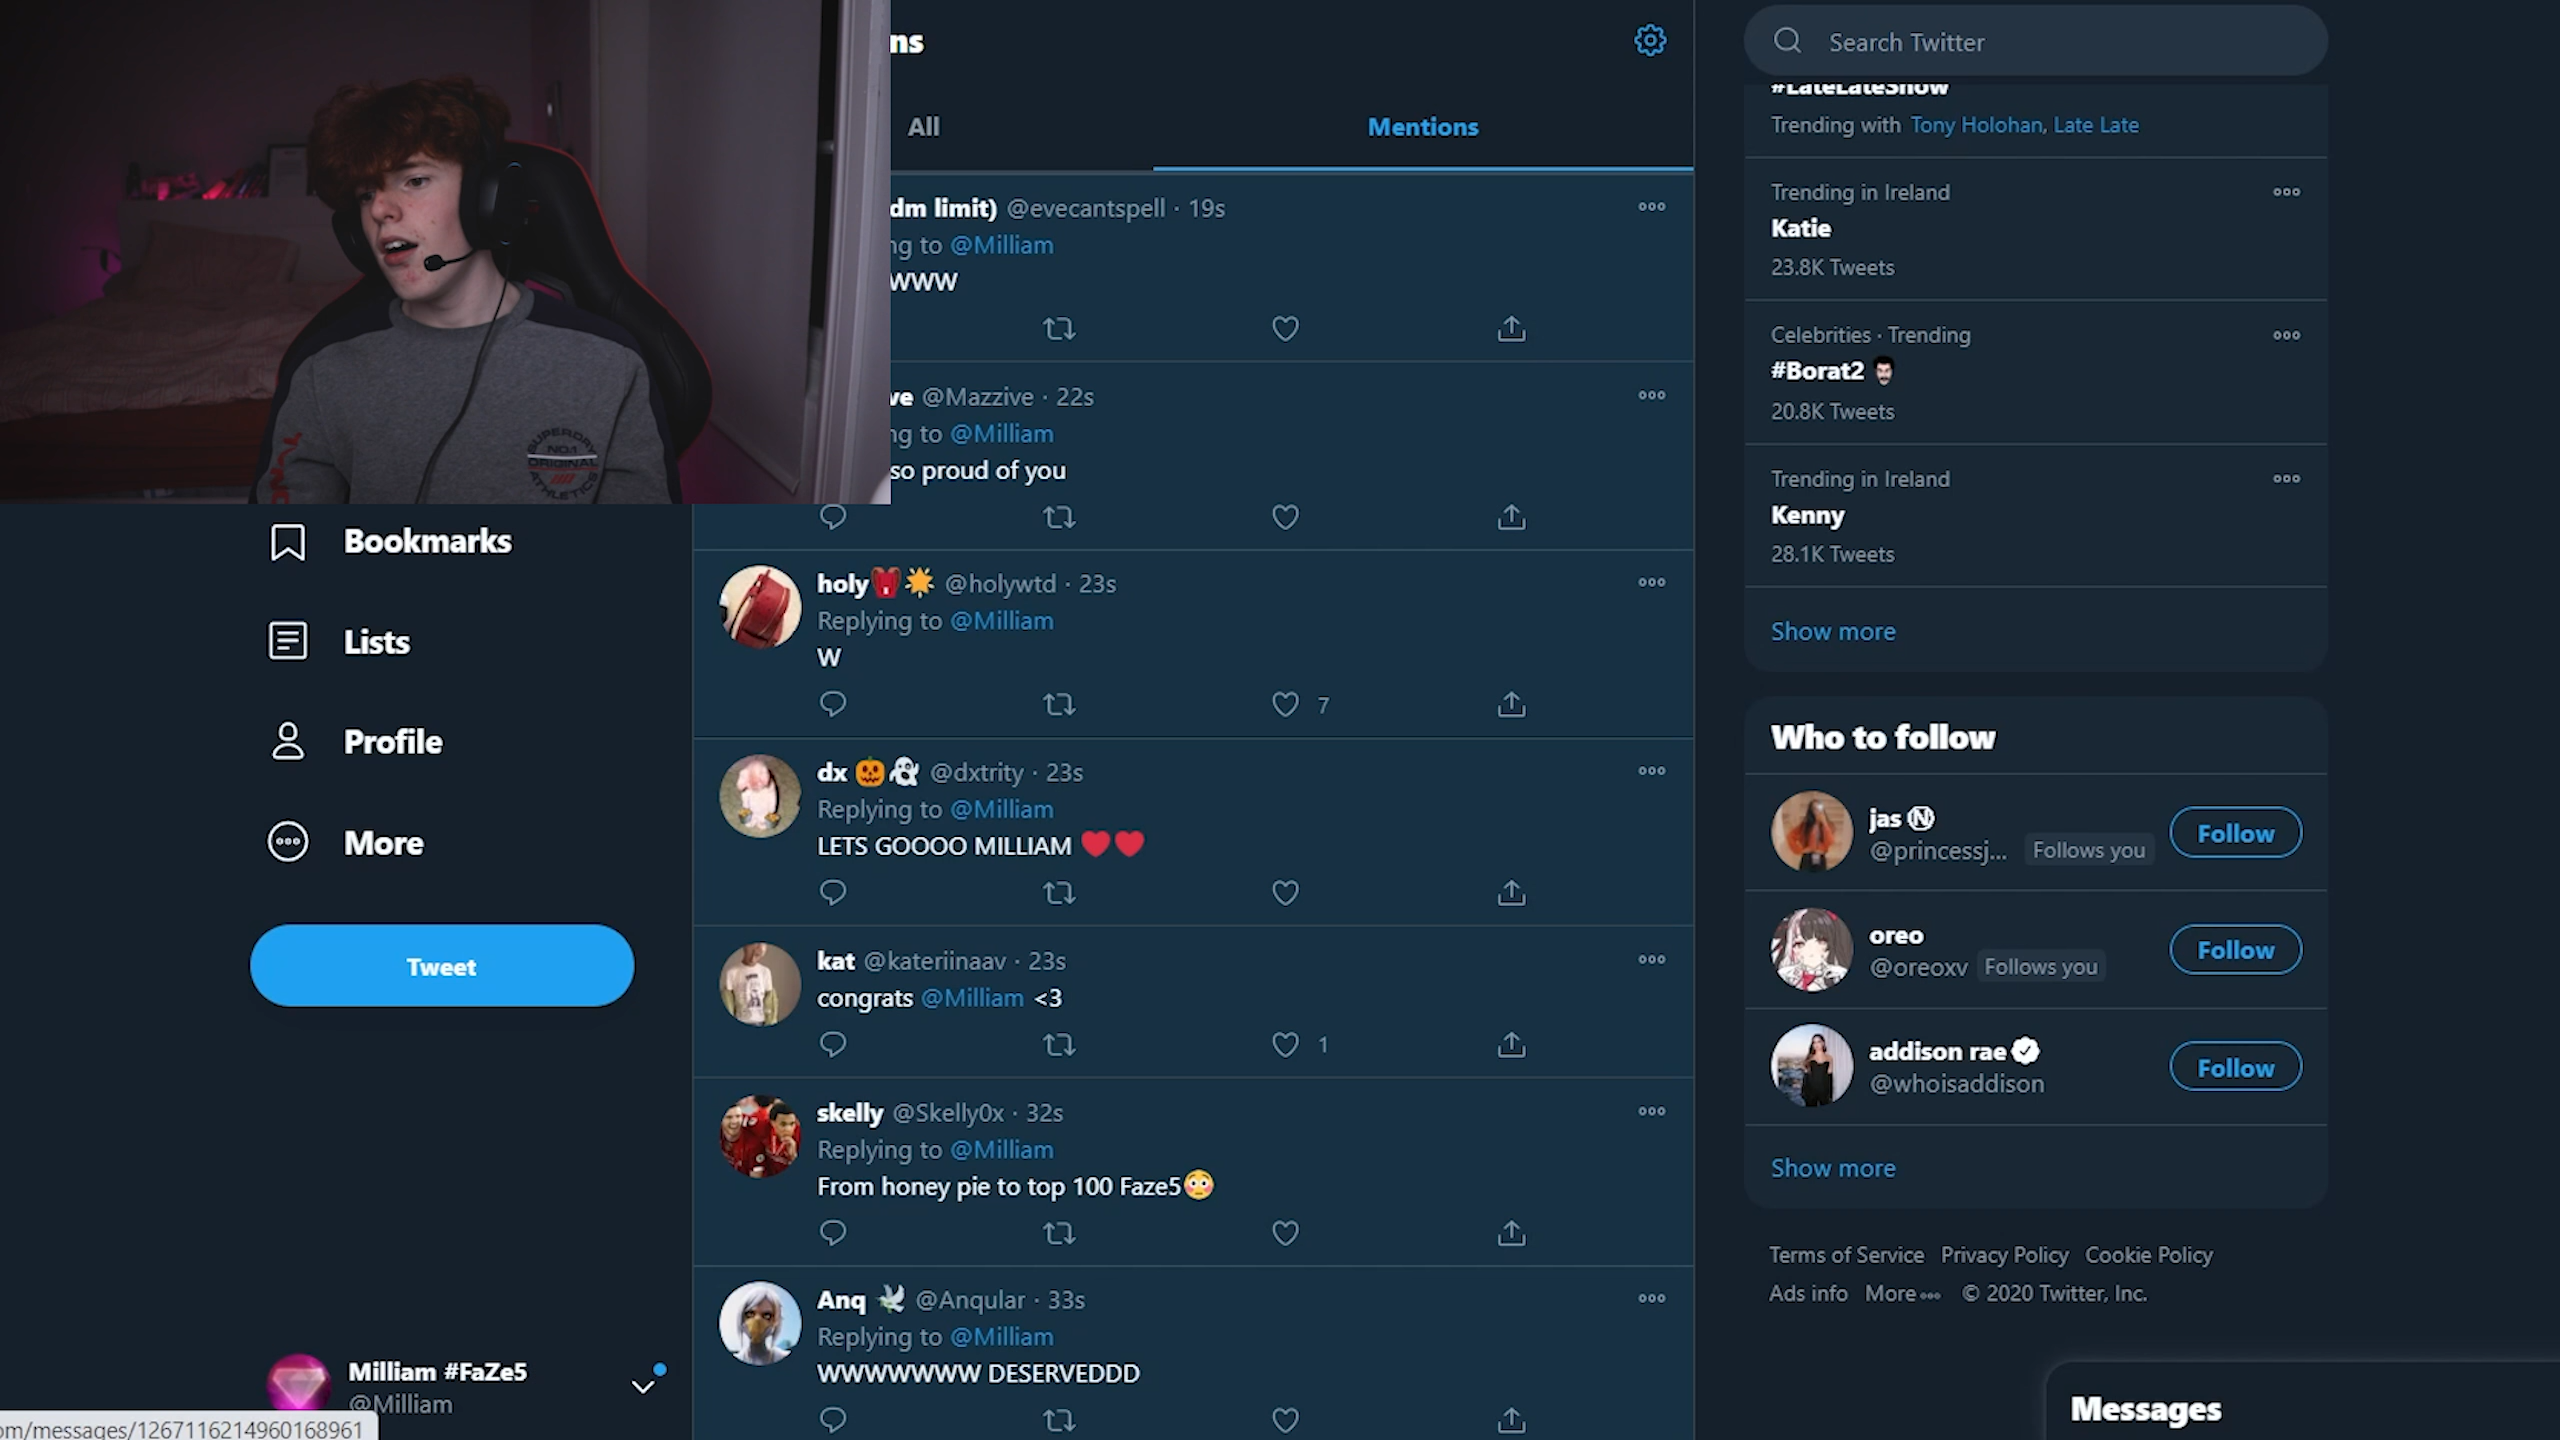 ns
Search Twitter
All
Mentions
dm limit) @evecantspell · 19s
ng to @Milliam
WWW
ve @Mazzive · 22s
ng to @Milliam
so proud of you
holy @holywtd · 23s
Replying to @Milliam
W
7
dx @dxtrity · 23s
Replying to @Milliam
LETS GOOOO MILLIAM ❤️❤️
kat @kateriinaav · 23s
congrats @Milliam <3
1
skelly @Skelly0x · 32s
Replying to @Milliam
From honey pie to top 100 Faze5😳
Anq @Anqular · 33s
Replying to @Milliam
WWWWWWW DESERVEDDD
SUPERDRY
NO.1
ORIGINAL
ATHLETICS
Bookmarks
Lists
Profile
More
Tweet
Milliam #FaZe5
@Milliam
om/messages/1267116214960168961
#LateLateShow
Trending with Tony Holohan, Late Late
Trending in Ireland
Katie
23.8K Tweets
Celebrities · Trending
#Borat2
20.8K Tweets
Trending in Ireland
Kenny
28.1K Tweets
Show more
Who to follow
jas Ⓝ
@princessj... Follows you
Follow
oreo
@oreoxv Follows you
Follow
addison rae
@whoisaddison
Follow
Show more
Terms of Service Privacy Policy Cookie Policy
Ads info More © 2020 Twitter, Inc.
Messages